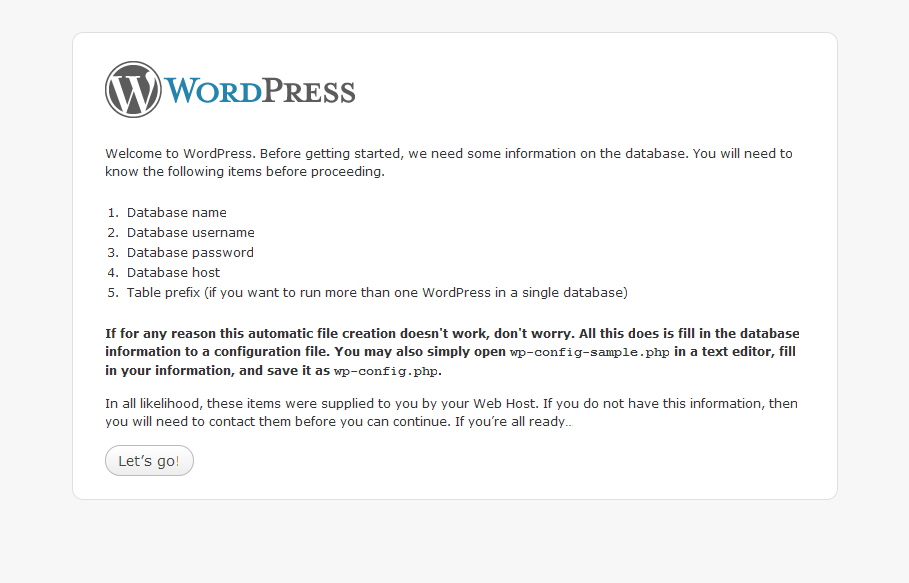 WORDPRESS
Welcome to WordPress. Before getting started, we need some information on the database. You will need to
know the following items before proceeding.
1. Database name
2. Database username
3. Database password
4. Database host
5. Table prefix (if you want to run more than one WordPress in a single database)
If for any reason this automatic file creation doesn't work, don't worry. All this does is fill in the database
information to a configuration file. You may also simply open wp-config-sample.php in a text editor, fill
in your information, and save it as wp-config.php.
In all likelihood, these items were supplied to you by your Web Host. If you do not have this information, then
you will need to contact them before you can continue. If you’re all ready..
Let’s go!